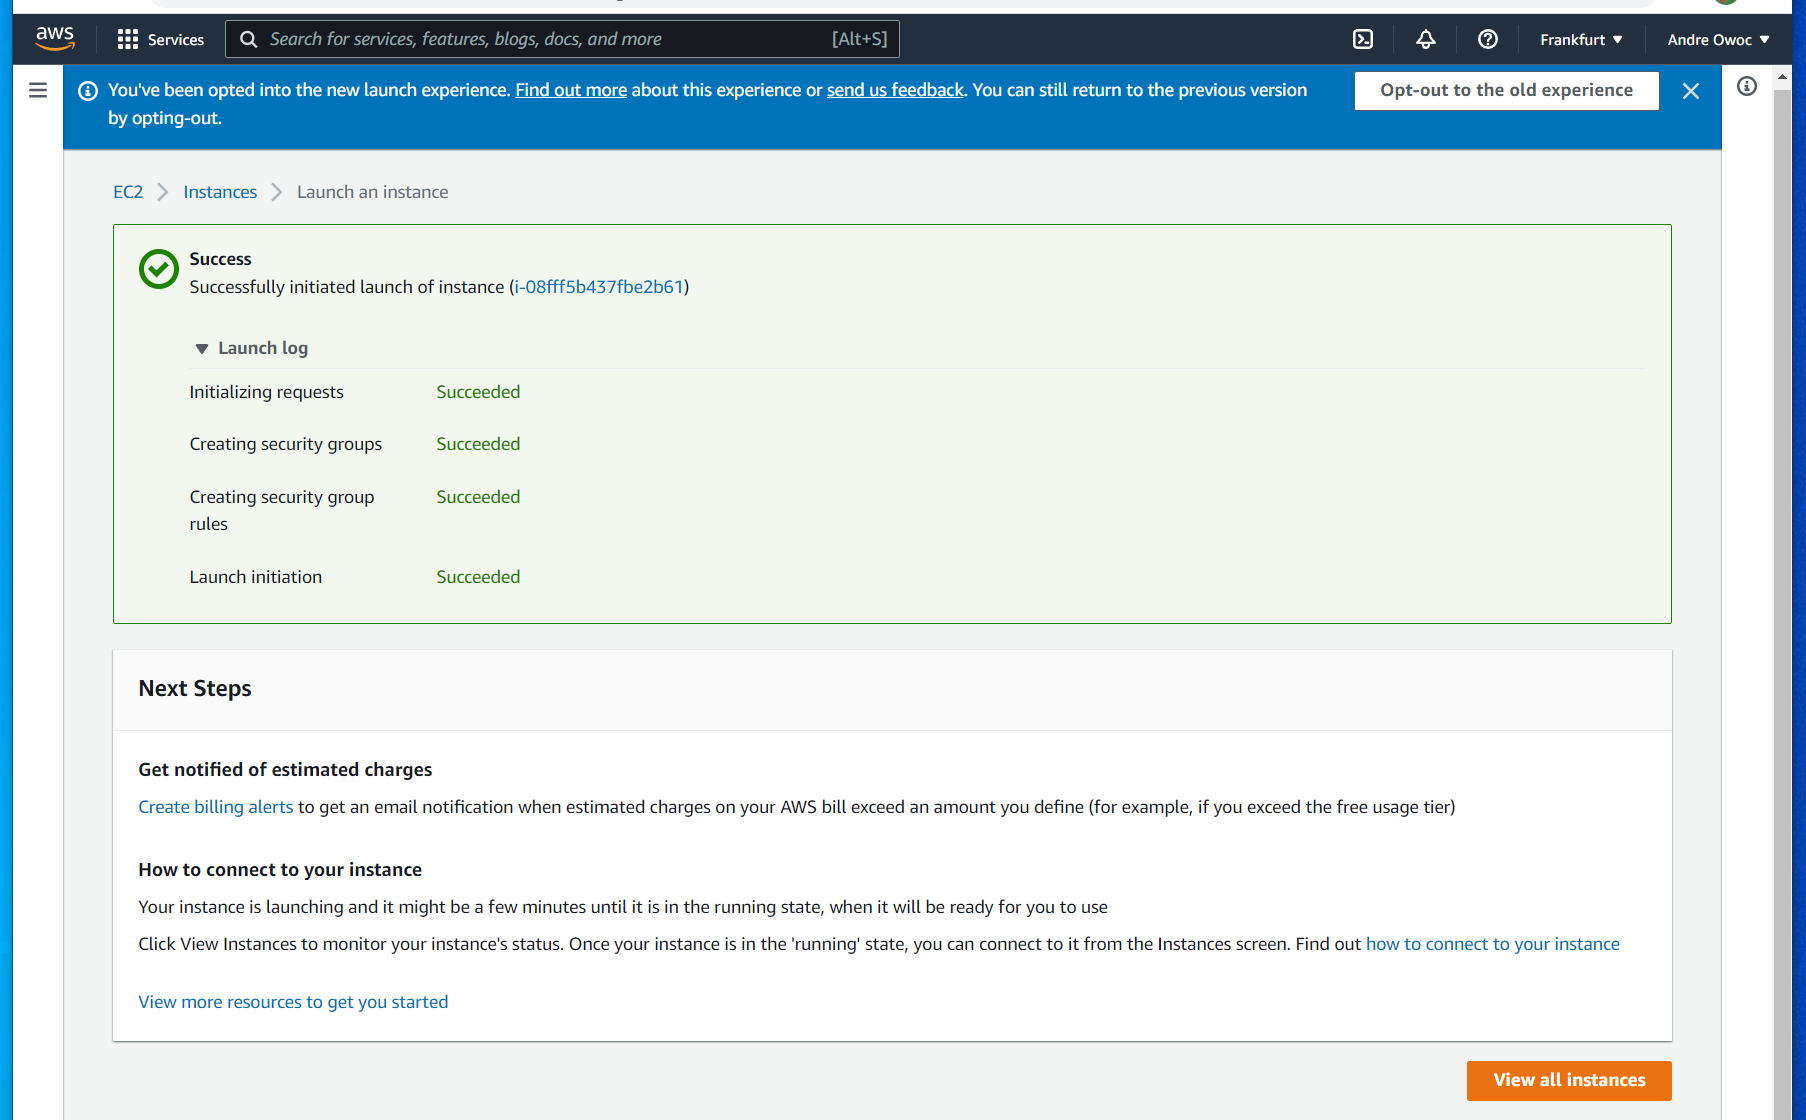 aws
Services
Search for services, features, blogs, docs, and more
[Alt+S]
Frankfurt
Andre Owoc
You've been opted into the new launch experience. Find out more about this experience or send us feedback. You can still return to the previous version
by opting-out.
Opt-out to the old experience
EC2
Instances
Launch an instance
Success
Successfully initiated launch of instance (i-08fff5b437fbe2b61)
Launch log
Initializing requests
Succeeded
Creating security groups
Succeeded
Creating security group
rules
Succeeded
Launch initiation
Succeeded
Next Steps
Get notified of estimated charges
Create billing alerts to get an email notification when estimated charges on your AWS bill exceed an amount you define (for example, if you exceed the free usage tier)
How to connect to your instance
Your instance is launching and it might be a few minutes until it is in the running state, when it will be ready for you to use
Click View Instances to monitor your instance's status. Once your instance is in the 'running' state, you can connect to it from the Instances screen. Find out how to connect to your instance
View more resources to get you started
View all instances